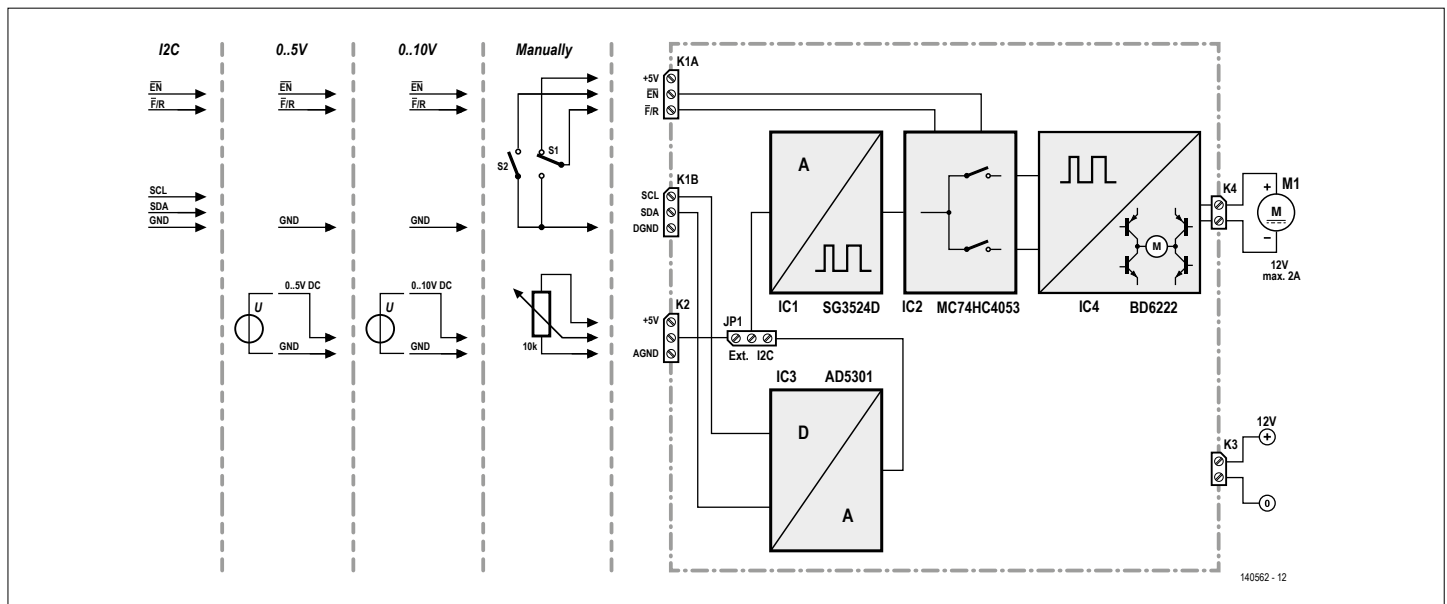 I2C
0..5V
0..10V
Manually
EN
F/R
SCL
SDA
GND
EN
F/R
GND
U
0..5V DC
GND
EN
F/R
GND
U
0..10V DC
GND
S2
S1
10k
K1A
+5V
EN
F/R
K1B
SCL
SDA
DGND
K2
+5V
AGND
JP1
Ext. I2C
A
IC1 SG3524D
IC2 MC74HC4053
M
IC4 BD6222
IC3 AD5301
D
A
K4
+
M1
M
–
12V
max. 2A
K3
12V
+
0
140562 - 12